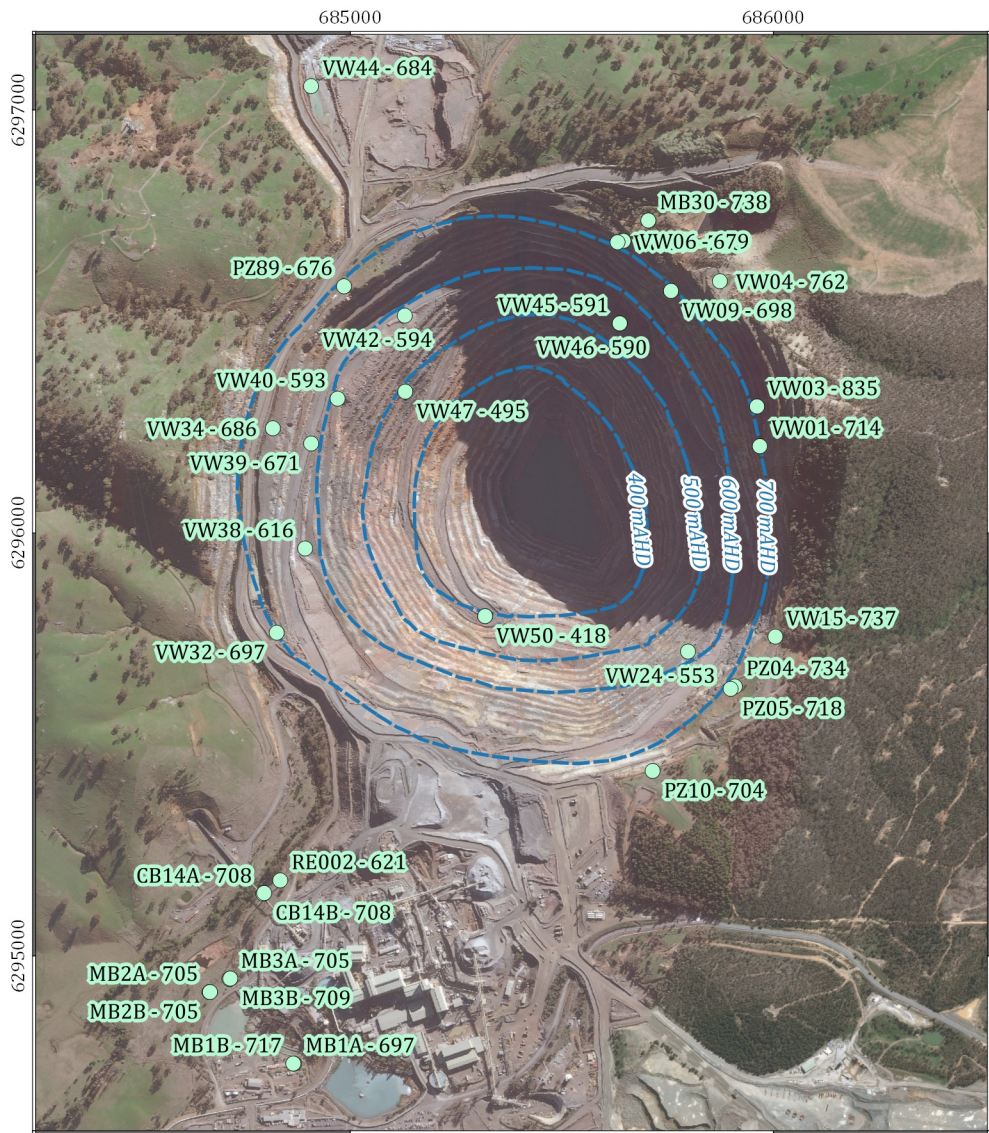 685000
686000
6297000
6296000
6295000
VW44 - 684
MB30 - 738
VW06 - 679
PZ89 - 676
VW04 - 762
VW45 - 591
VW09 - 698
VW42 - 594
VW46 - 590
VW40 - 593
VW03 - 835
VW47 - 495
VW34 - 686
VW01 - 714
VW39 - 671
400 mAHD
500 mAHD
600 mAHD
700 mAHD
VW38 - 616
VW15 - 737
VW50 - 418
VW32 - 697
PZ04 - 734
VW24 - 553
PZ05 - 718
PZ10 - 704
RE002 - 621
CB14A - 708
CB14B - 708
MB3A - 705
MB2A - 705
MB3B - 709
MB2B - 705
MB1B - 717
MB1A - 697